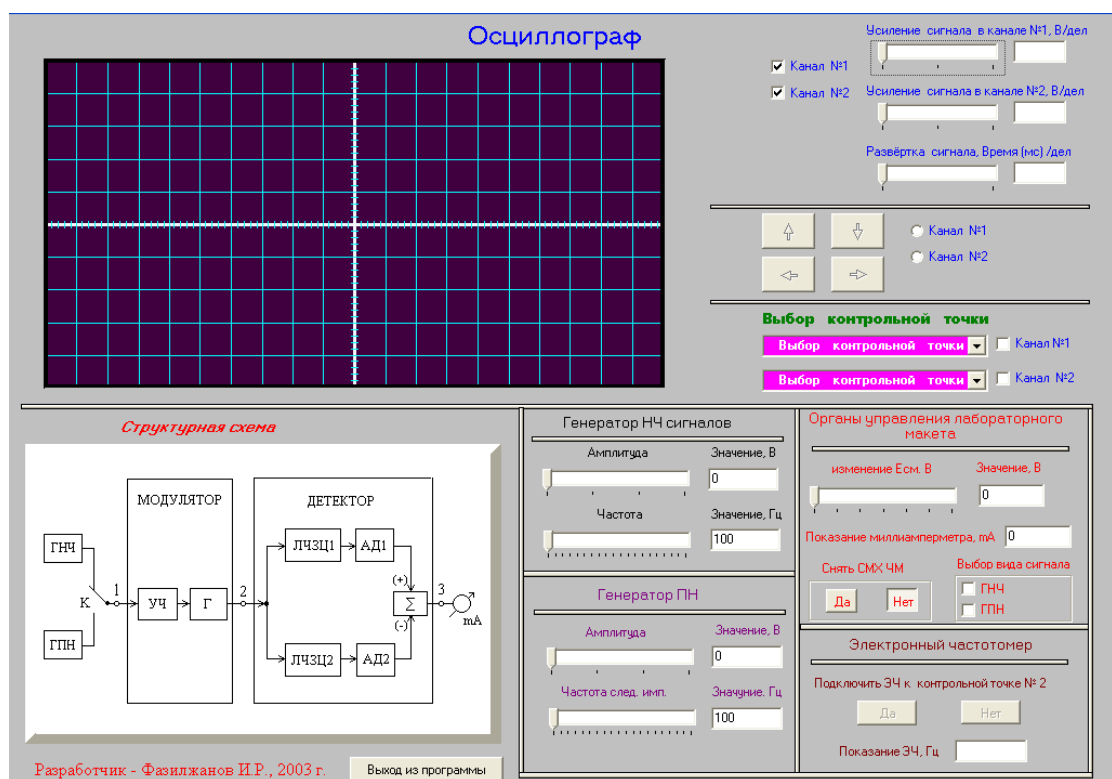 Осциллограф
Усиление сигнала в канале №1, В/дел
Канал №1
Канал №2
Усиление сигнала в канале №2, В/дел
Развёртка сигнала, Время (мс) /дел
Канал №1
Канал №2
Выбор контрольной точки
Выбор контрольной точки
Канал №1
Выбор контрольной точки
Канал №2
Структурная схема
МОДУЛЯТОР
ДЕТЕКТОР
ГНЧ
ЛЧЗЦ1
АД1
(+)
К
1
УЧ
Г
2
Σ
3
mA
(-)
ГПН
ЛЧЗЦ2
АД2
Разработчик - Фазилжанов И.Р., 2003 г.
Выход из программы
Генератор НЧ сигналов
Амплитуда
Значение, В
0
Частота
Значение, Гц
100
Генератор ПН
Амплитуда
Значение, В
0
Частота след. имп.
Значуние. Гц
100
Органы управления лабораторного
макета
изменение Есм. В
Значение, В
0
Показание миллиамперметра, mA
0
Снять СМХ ЧМ
Выбор вида сигнала
Да
Нет
ГНЧ
ГПН
Электронный частотомер
Подключить ЭЧ к контрольной точке № 2
Да
Нет
Показание ЭЧ, Гц